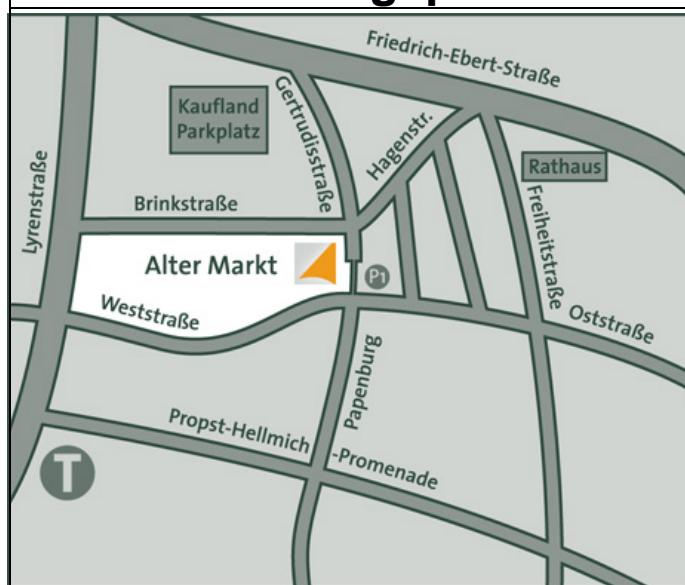 Friedrich-Ebert-Straße
Kaufland
Parkplatz
Gertrudisstraße
Hagenstr.
Rathaus
Lyrenstraße
Brinkstraße
Freiheitstraße
Alter Markt
P1
Weststraße
Oststraße
Papenburg
Propst-Hellmich
-Promenade
T